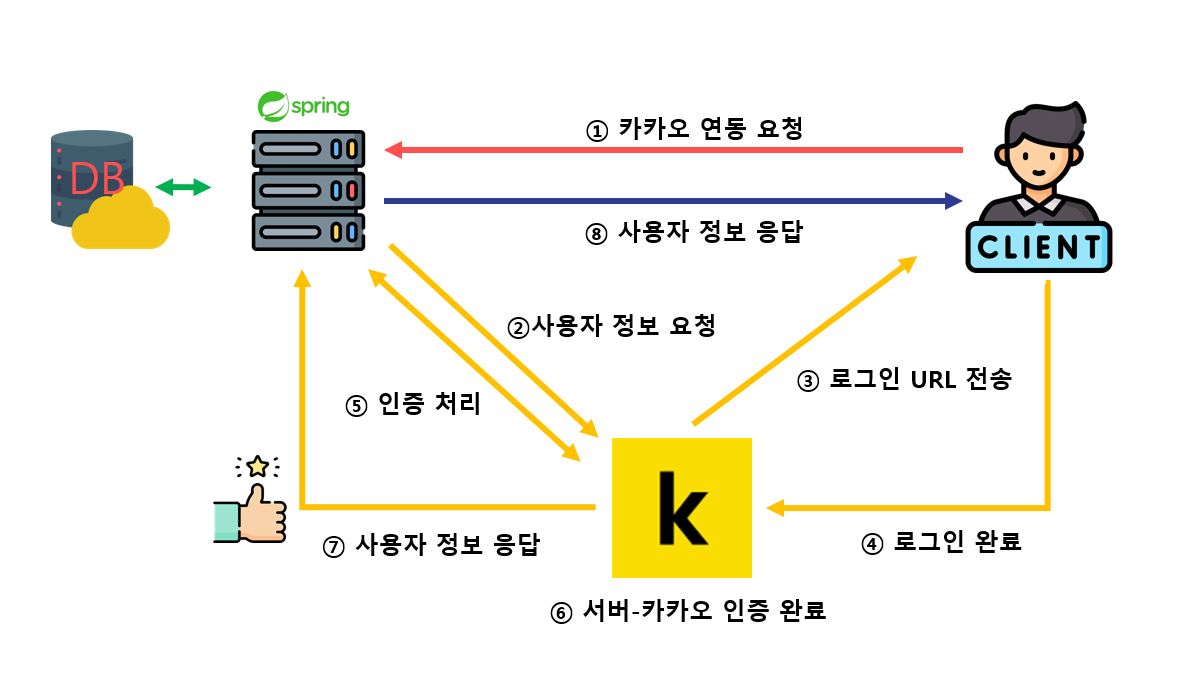 spring
① 카카오 연동 요청
DB
⑧ 사용자 정보 응답
CLIENT
②사용자 정보 요청
③ 로그인 URL 전송
⑤ 인증 처리
k
④ 로그인 완료
⑦ 사용자 정보 응답
⑥ 서버-카카오 인증 완료